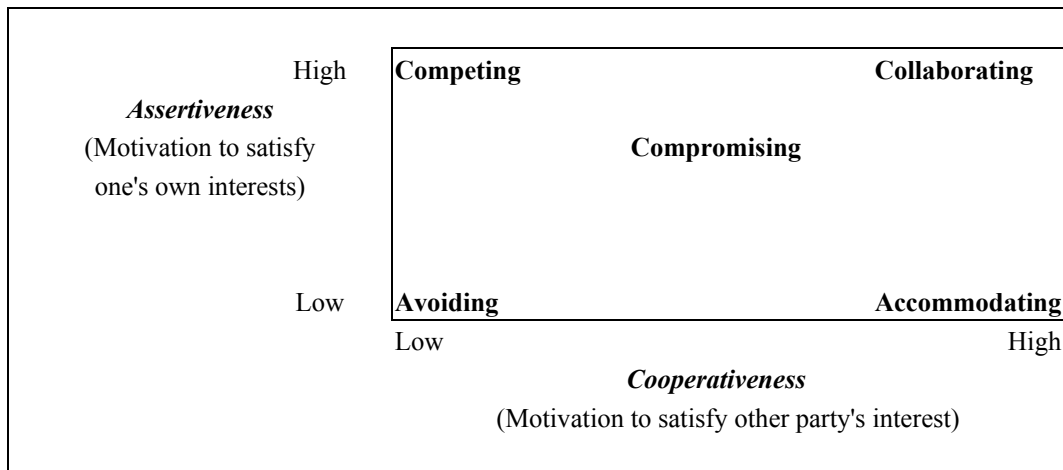 High Competing Collaborating
Assertiveness
(Motivation to satisfy Compromising
one's own interests)
Low Avoiding Accommodating
Low High
Cooperativeness
(Motivation to satisfy other party's interest)